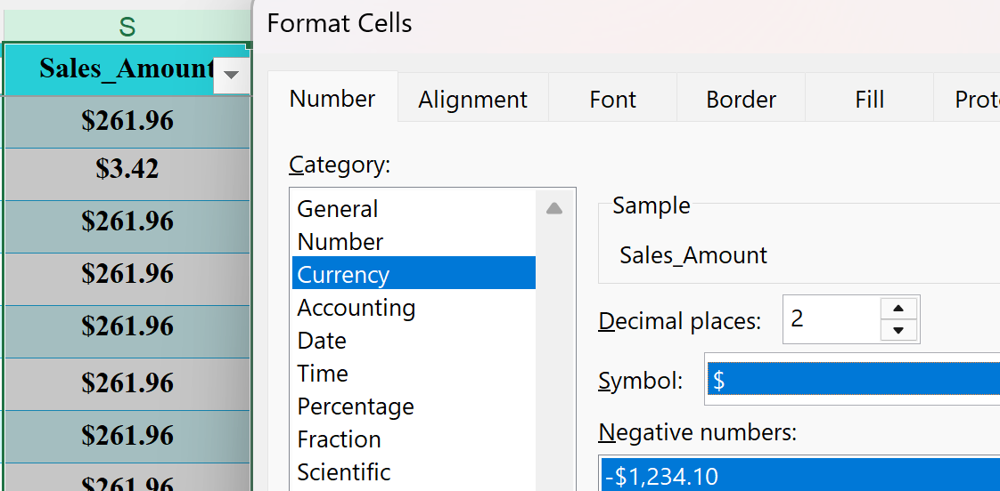 S
Sales_Amount
$261.96
$3.42
$261.96
$261.96
$261.96
$261.96
$261.96
$261.96
Format Cells
Number Alignment Font Border Fill
Category:
General
Number
Currency
Accounting
Date
Time
Percentage
Fraction
Scientific
Sample
Sales_Amount
Decimal places: 2
Symbol: $
Negative numbers:
-$1,234.10